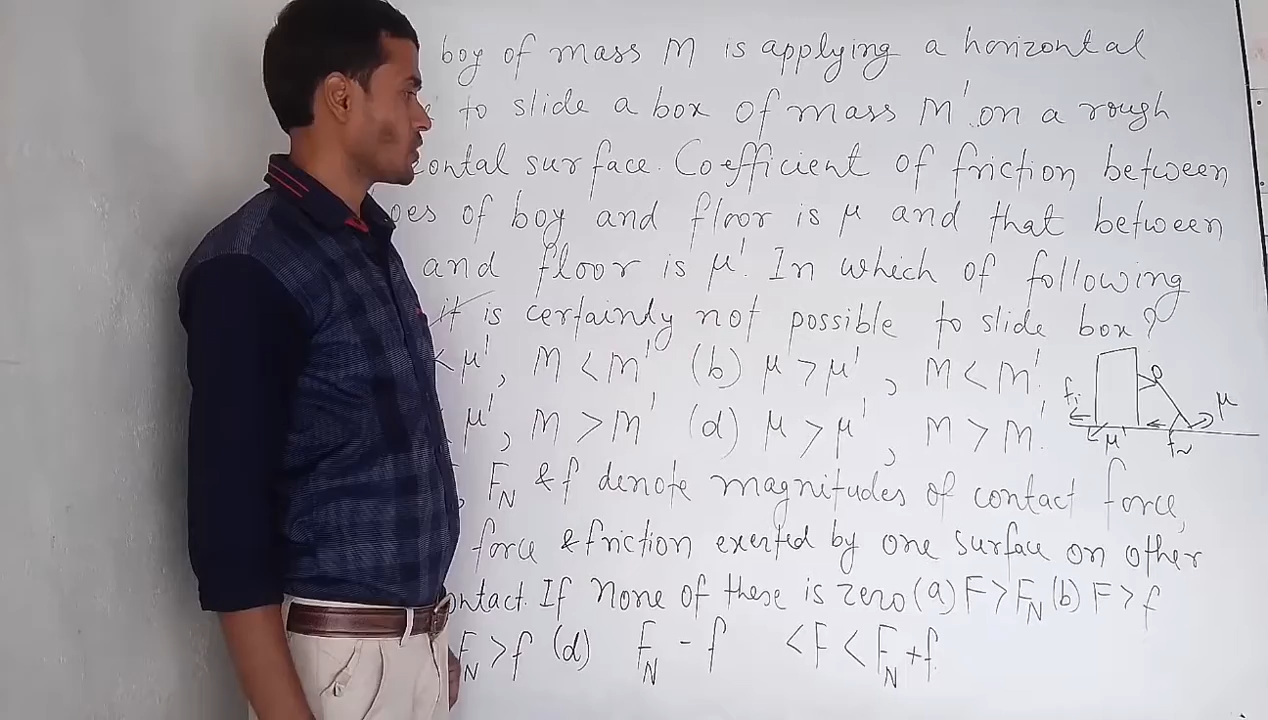 boy of mass M is applying a horizontal
to slide a box of mass M' on a rough
ontal surface. Coefficient of friction between
oes of boy and floor is μ and that between
and floor is μ'. In which of following
it is certainly not possible to slide box?
< μ', M < M' (b) μ > μ', M < M'.
μ', M > M' (d) μ > μ', M > M'.
, F_N & f denote magnitudes of contact force,
force & friction exerted by one surface on other
ontact. If none of these is zero (a) F > F_N (b) F > f
F_N > f (d) F_N - f < F < F_N + f
μ
μ'